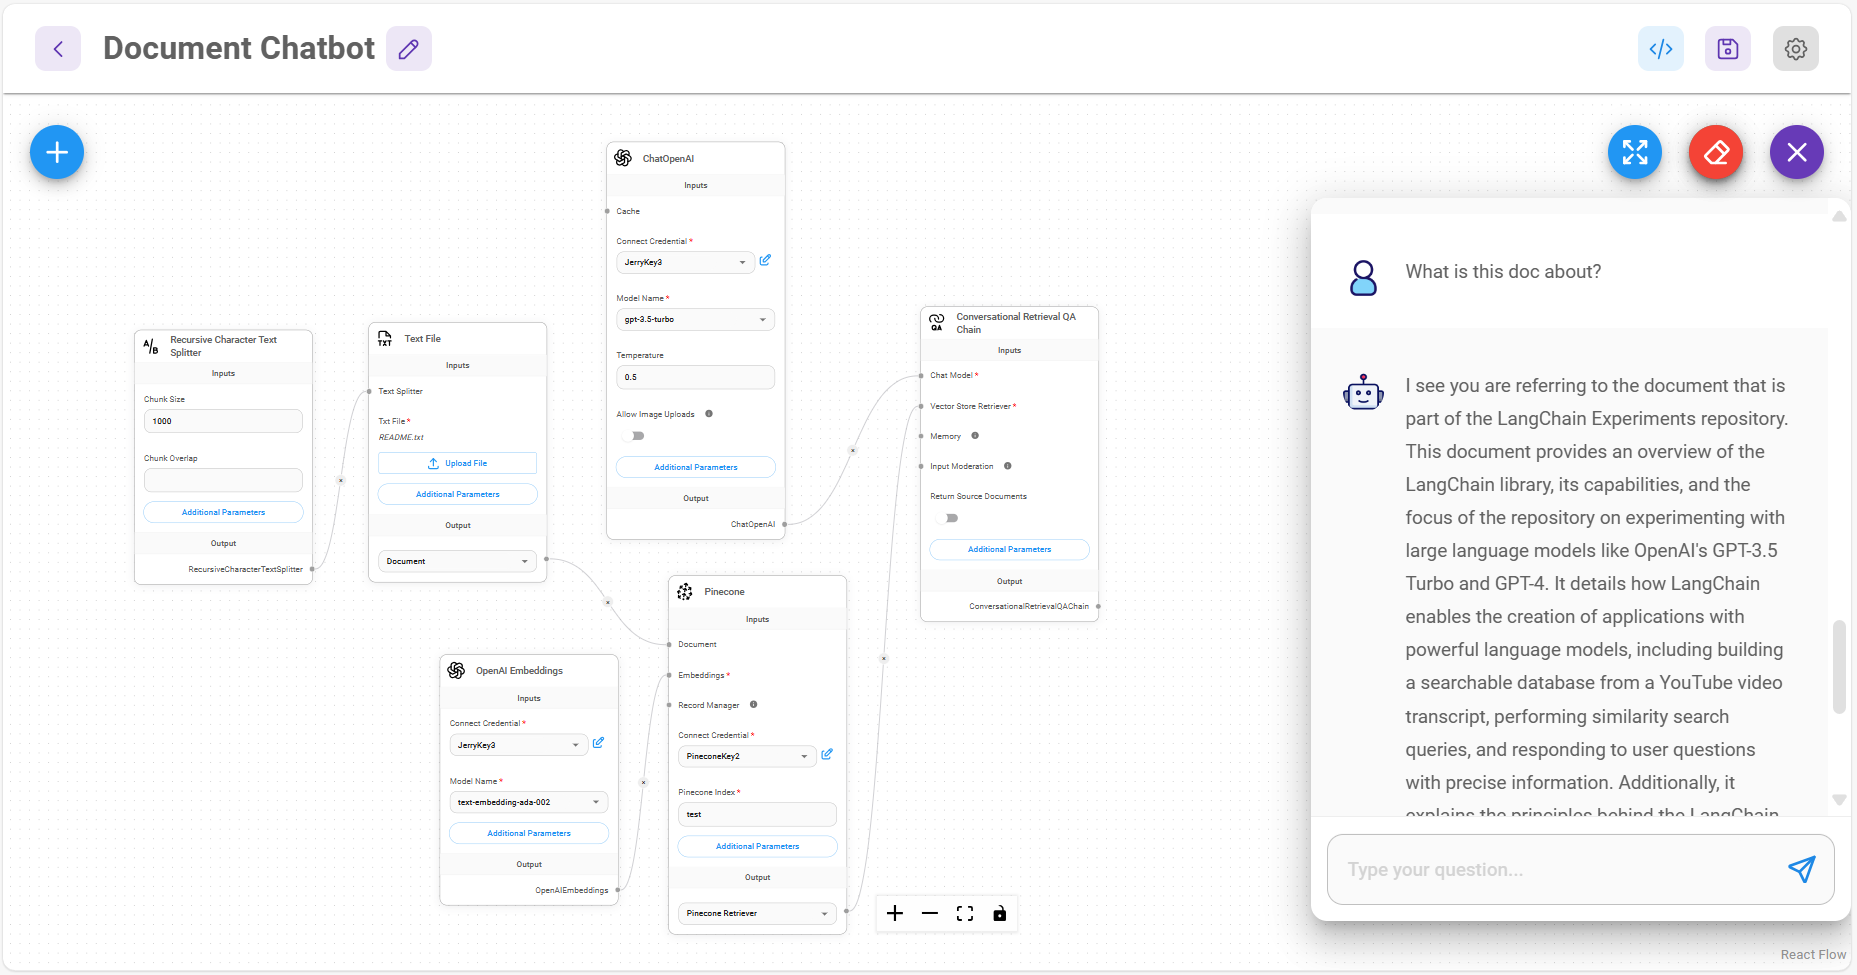 Document Chatbot
ChatOpenAI
Inputs
Cache
Connect Credential *
JerryKey3
Model Name *
gpt-3.5-turbo
Temperature
0.5
Allow Image Uploads
Additional Parameters
Output
ChatOpenAI
Recursive Character Text
Splitter
Inputs
Chunk Size
1000
Chunk Overlap
Additional Parameters
Output
RecursiveCharacterTextSplitter
TXT
Text File
Inputs
Text Splitter
Txt File *
README.txt
Upload File
Additional Parameters
Output
Document
OpenAI Embeddings
Inputs
Connect Credential *
JerryKey3
Model Name *
text-embedding-ada-002
Additional Parameters
Output
OpenAIEmbeddings
Pinecone
Inputs
Document
Embeddings *
Record Manager
Connect Credential *
PineconeKey2
Pinecone Index *
test
Additional Parameters
Output
Pinecone Retriever
QA
Conversational Retrieval QA
Chain
Inputs
Chat Model *
Vector Store Retriever *
Memory
Input Moderation
Return Source Documents
Additional Parameters
Output
ConversationalRetrievalQAChain
What is this doc about?
I see you are referring to the document that is
part of the LangChain Experiments repository.
This document provides an overview of the
LangChain library, its capabilities, and the
focus of the repository on experimenting with
large language models like OpenAI's GPT-3.5
Turbo and GPT-4. It details how LangChain
enables the creation of applications with
powerful language models, including building
a searchable database from a YouTube video
transcript, performing similarity search
queries, and responding to user questions
with precise information. Additionally, it
explains the principles behind the LangChain
Type your question...
React Flow